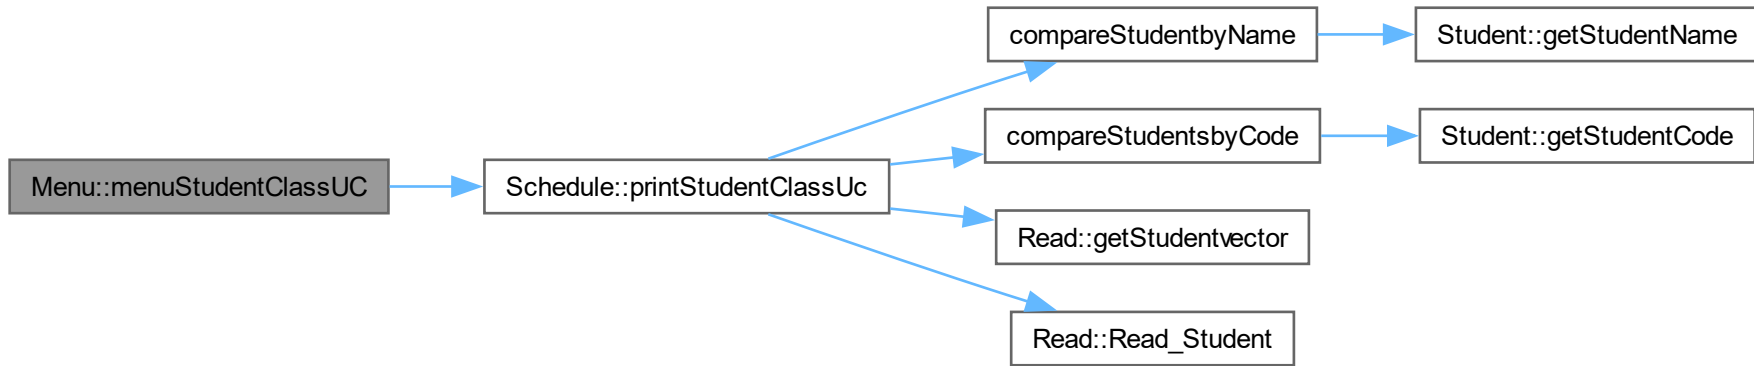 compareStudentbyName
Student::getStudentName
compareStudentsbyCode
Student::getStudentCode
Menu::menuStudentClassUC
Schedule::printStudentClassUc
Read::getStudentvector
Read::Read_Student